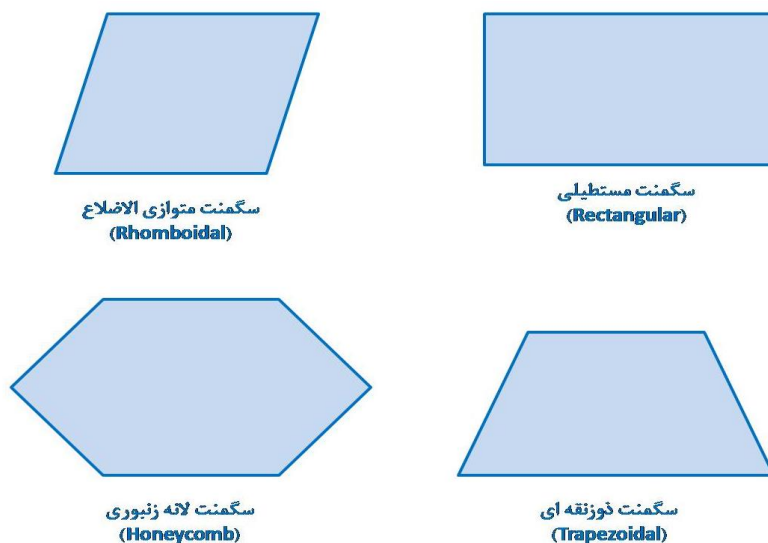 سگمنت متوازی الاضلاع
(Rhomboidal)
سگمنت مستطیلی
(Rectangular)
سگمنت لانه زنبوری
(Honeycomb)
سگمنت ذوزنقه ای
(Trapezoidal)